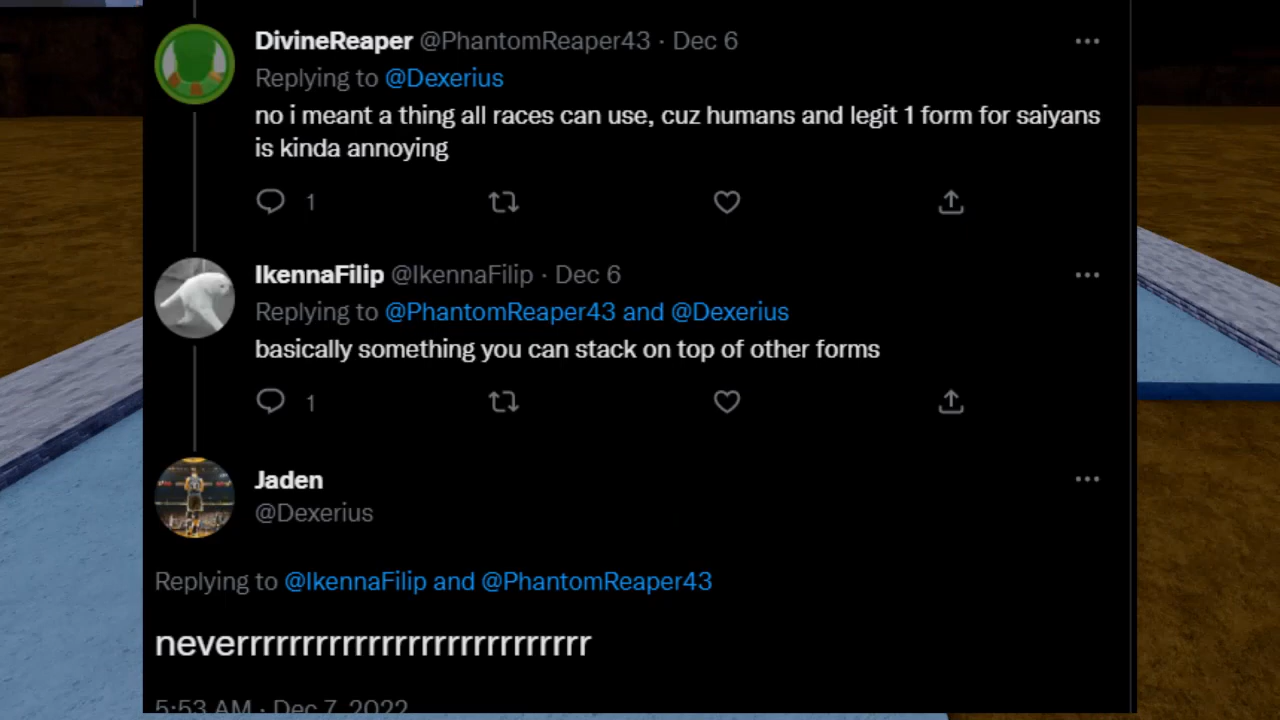 DivineReaper @PhantomReaper43 · Dec 6
Replying to @Dexerius
no i meant a thing all races can use, cuz humans and legit 1 form for saiyans
is kinda annoying
1
IkennaFilip @IkennaFilip · Dec 6
Replying to @PhantomReaper43 and @Dexerius
basically something you can stack on top of other forms
1
Jaden
@Dexerius
Replying to @IkennaFilip and @PhantomReaper43
neverrrrrrrrrrrrrrrrrrrrrrrrrrr
5:53 AM · Dec 7, 2022